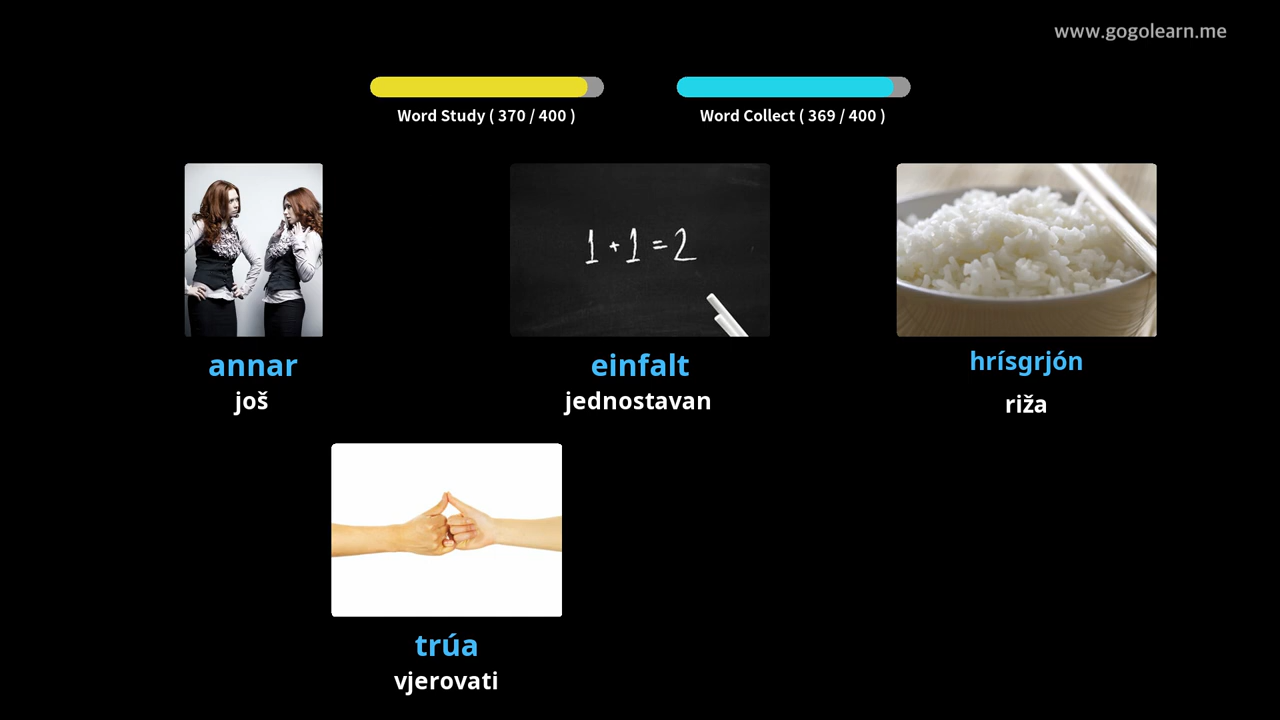 www.gogolearn.me
Word Study ( 370 / 400 )
Word Collect ( 369 / 400 )
1 + 1 = 2
annar
još
einfalt
jednostavan
hrísgrjón
riža
trúa
vjerovati